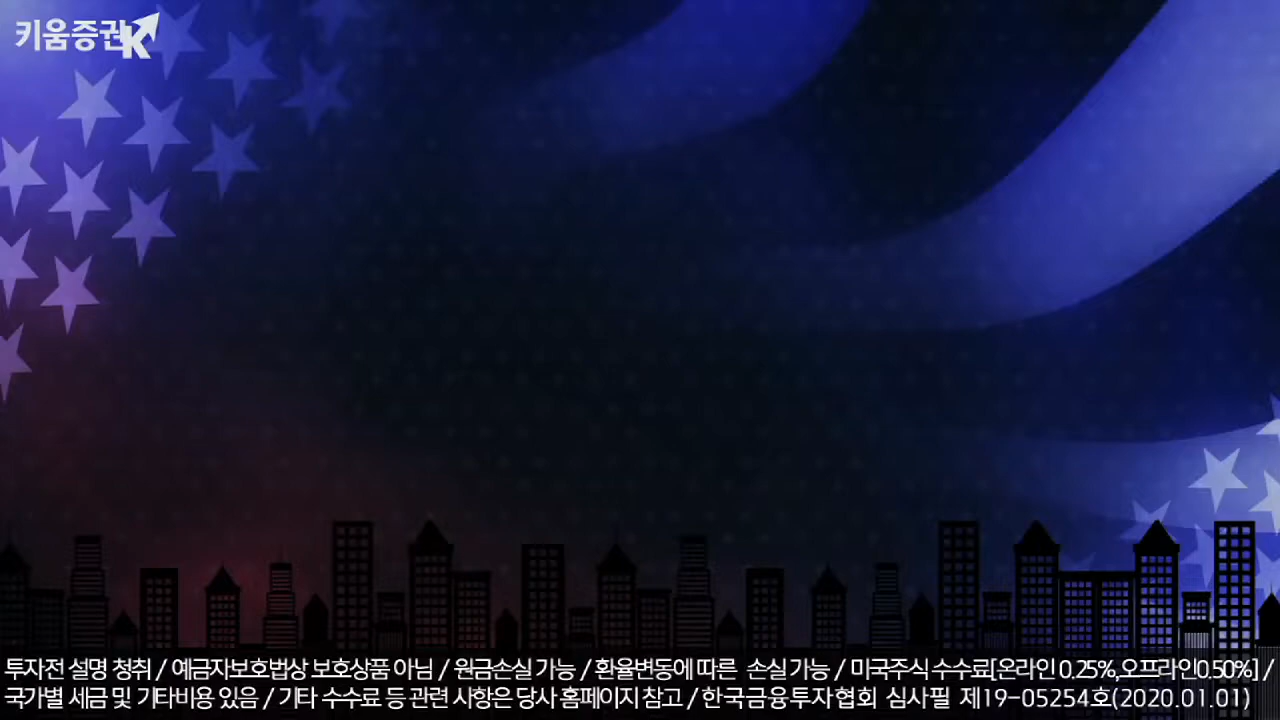 키움증권
투자전 설명 청취 / 예금자보호법상 보호상품 아님 / 원금손실 가능 / 환율변동에 따른 손실 가능 / 미국주식 수수료[온라인 0.25%,오프라인0.50%] /
국가별 세금 및 기타비용 있음 / 기타 수수료 등 관련 사항은 당사 홈페이지 참고 / 한국금융투자협회 심사필 제19-05254호(2020.01.01)